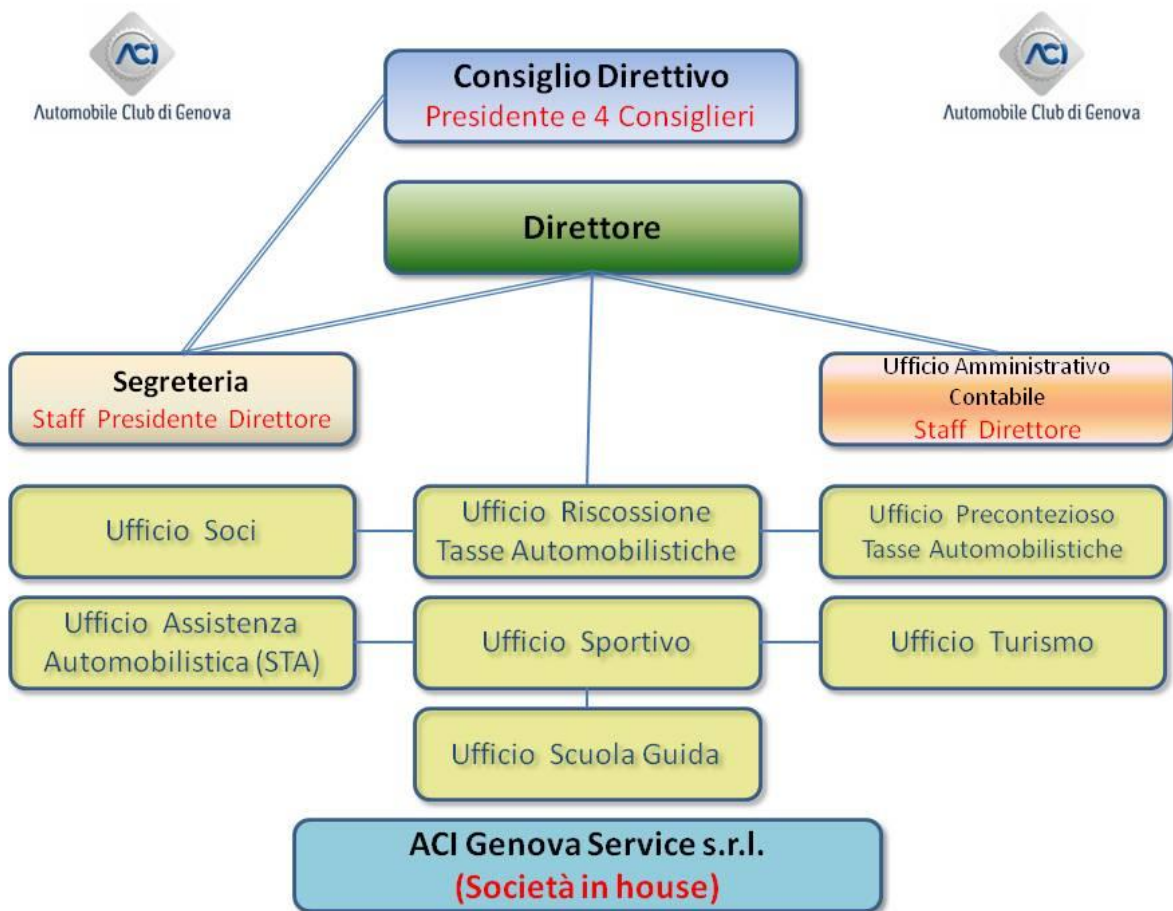 ACI
Automobile Club di Genova
ACI
Automobile Club di Genova
Consiglio Direttivo
Presidente e 4 Consiglieri
Direttore
Segreteria
Staff Presidente Direttore
Ufficio Amministrativo
Contabile
Staff Direttore
Ufficio Soci
Ufficio Riscossione
Tasse Automobilistiche
Ufficio Precontezioso
Tasse Automobilistiche
Ufficio Assistenza
Automobilistica (STA)
Ufficio Sportivo
Ufficio Turismo
Ufficio Scuola Guida
ACI Genova Service s.r.l.
(Società in house)